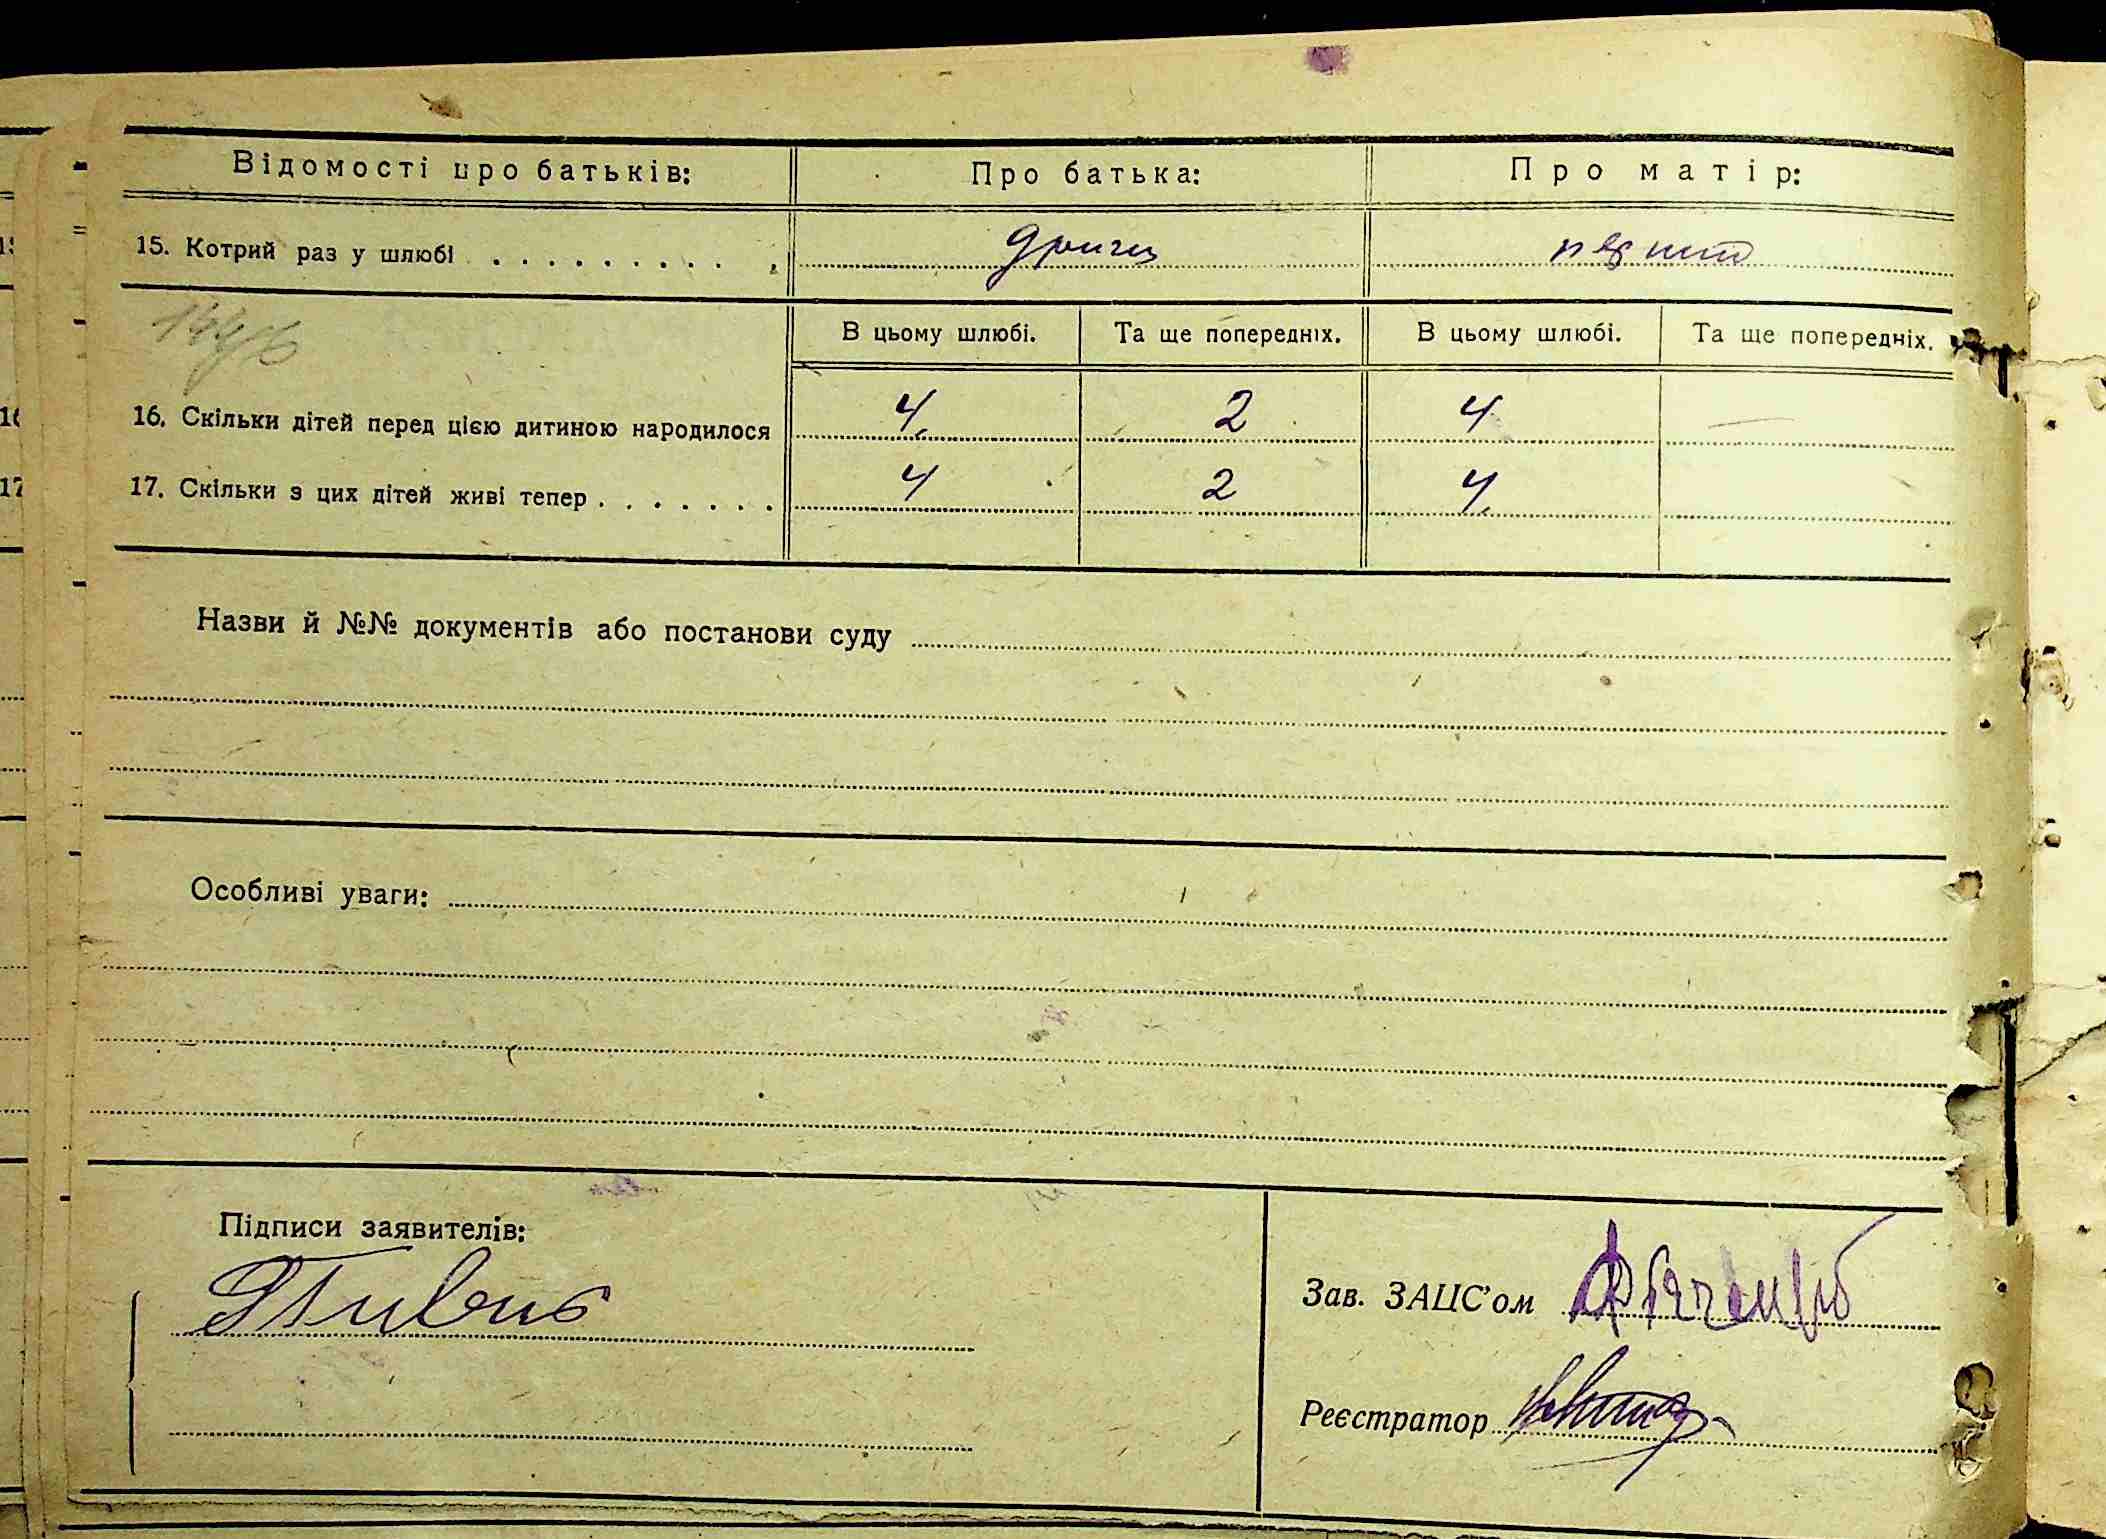 Відомості про батьків: Про батька: Про матір:
15. Котрий раз у шлюбі . . . . . . . . . .
В цьому шлюбі. Та ще попередніх. В цьому шлюбі. Та ще попередніх.
16. Скільки дітей перед цією дитиною народилося 4 2 4 —
17. Скільки з цих дітей живі тепер . . . . . . . 4 2 4
Назви й №№ документів або постанови суду
Особливі уваги:
Підписи заявителів:
Зав. ЗАЦС'ом
Реєстратор